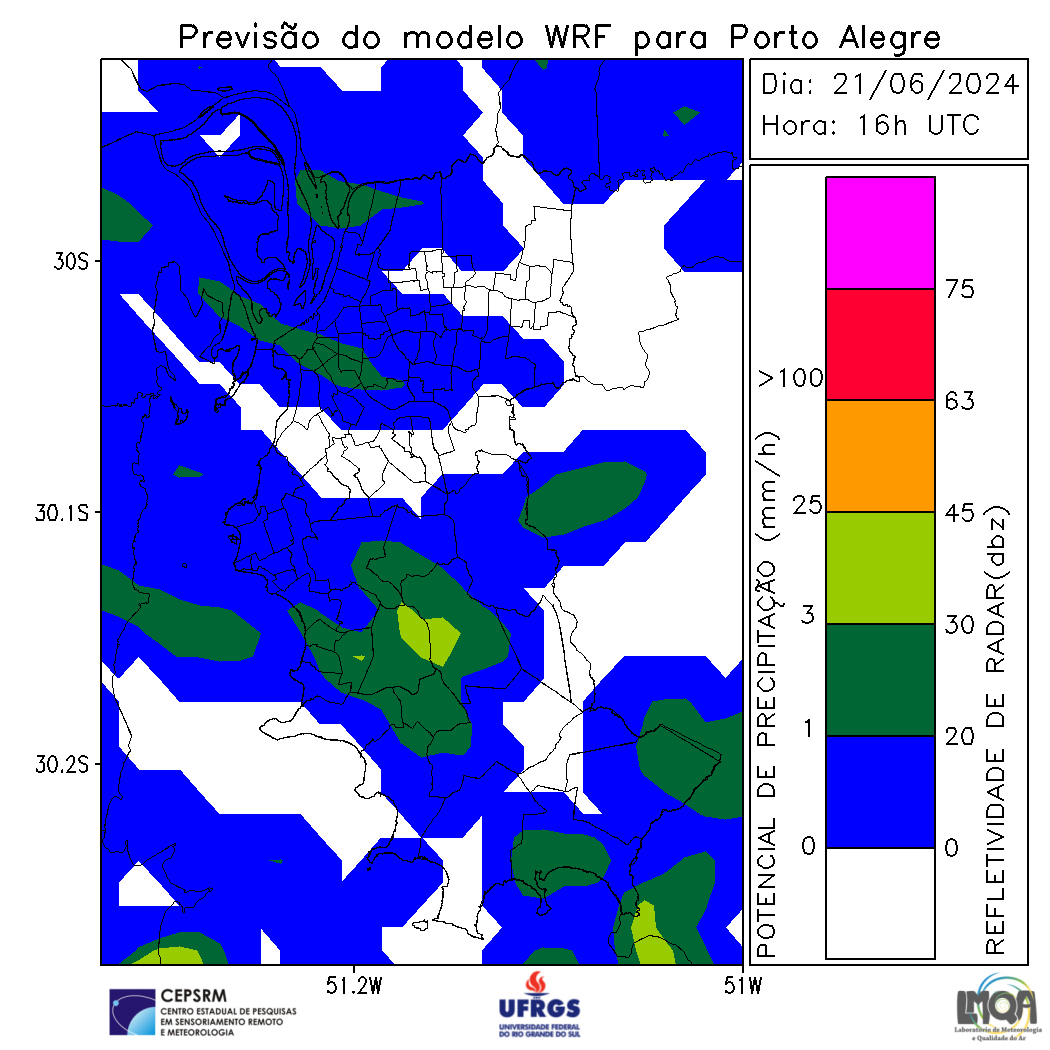 Previsão do modelo WRF para Porto Alegre
Dia: 21/06/2024
Hora: 16h UTC
30S
30.1S
30.2S
51.2W
51W
POTENCIAL DE PRECIPITAÇÃO (mm/h)
>100
25
3
1
0
75
63
45
30
20
0
REFLETIVIDADE DE RADAR(dbz)
CEPSRM
CENTRO ESTADUAL DE PESQUISAS
EM SENSORIAMENTO REMOTO
E METEOROLOGIA
UFRGS
UNIVERSIDADE FEDERAL
DO RIO GRANDE DO SUL
LMQA
Laboratório de Meteorologia
e Qualidade do Ar